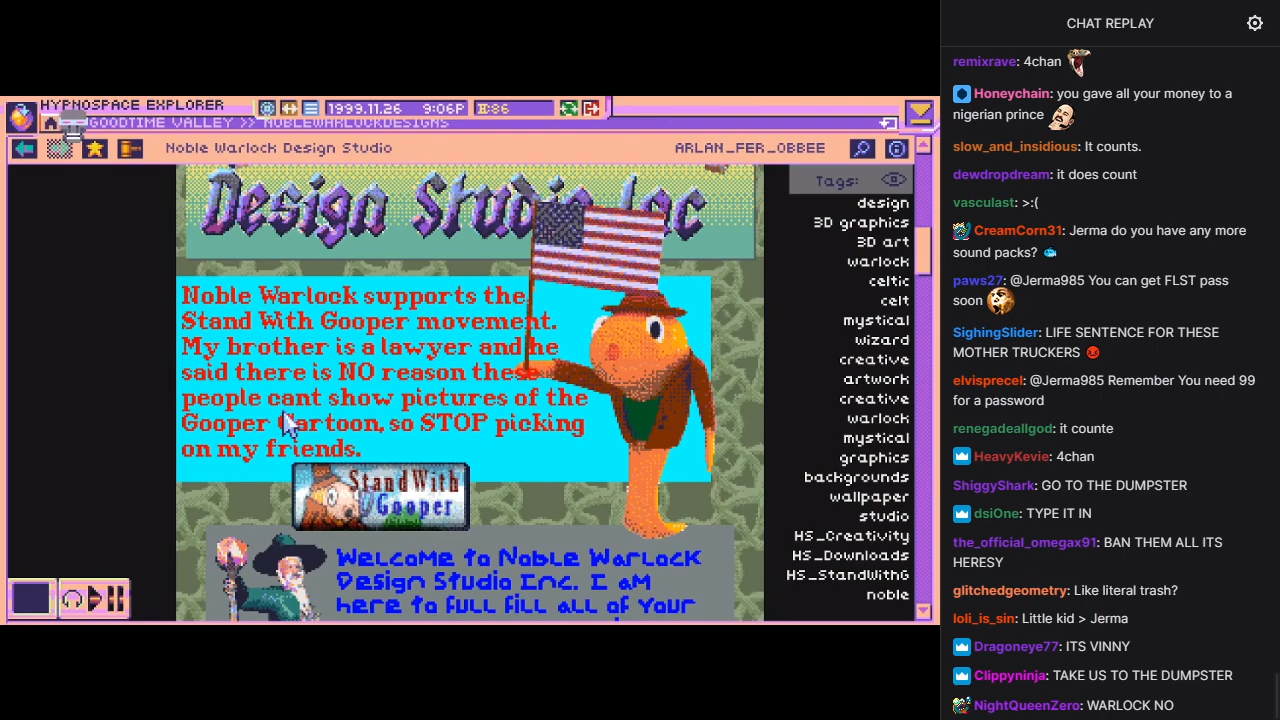 HYPNOSPACE EXPLORER
1999.11.26 9:06P
86
GOODTIME VALLEY >> NOBLEWARLOCKDESIGNS
Noble Warlock Design Studio
ARLAN_FER_OBBEE
Design Studio Inc
Noble Warlock supports the
Stand With Gooper movement.
My brother is a lawyer and he
said there is NO reason these
people cant show pictures of the
Gooper Cartoon, so STOP picking
on my friends.
Stand With
Gooper
Welcome to Noble Warlock
Design Studio Inc. I am
here to full fill all of your
Tags:
design
3D graphics
3D art
warlock
celtic
celt
mystical
wizard
creative
artwork
creative
warlock
mystical
graphics
backgrounds
wallpaper
studio
HS_Creativity
HS_Downloads
HS_StandWithG
noble
CHAT REPLAY
remixrave: 4chan
Honeychain: you gave all your money to a
nigerian prince
slow_and_insidious: It counts.
dewdropdream: it does count
vasculast: >:(
CreamCorn31: Jerma do you have any more
sound packs?
paws27: @Jerma985 You can get FLST pass
soon
SighingSlider: LIFE SENTENCE FOR THESE
MOTHER TRUCKERS
elvisprecel: @Jerma985 Remember You need 99
for a password
renegadeallgod: it counte
HeavyKevie: 4chan
ShiggyShark: GO TO THE DUMPSTER
dsiOne: TYPE IT IN
the_official_omegax91: BAN THEM ALL ITS
HERESY
glitchedgeometry: Like literal trash?
loli_is_sin: Little kid > Jerma
Dragoneye77: ITS VINNY
Clippyninja: TAKE US TO THE DUMPSTER
NightQueenZero: WARLOCK NO